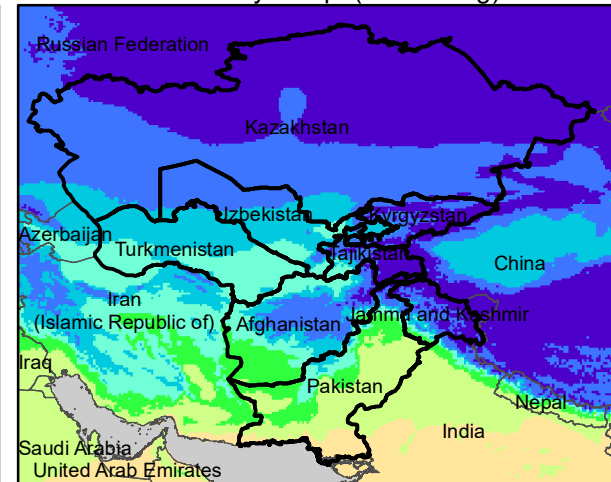 Russian Federation
Kazakhstan
Uzbekistan
Kyrgyzstan
Azerbaijan
Turkmenistan
Tajikistan
China
Iran
(Islamic Republic of)
Afghanistan
Jammu and Kashmir
Iraq
Pakistan
Nepal
India
Saudi Arabia
United Arab Emirates